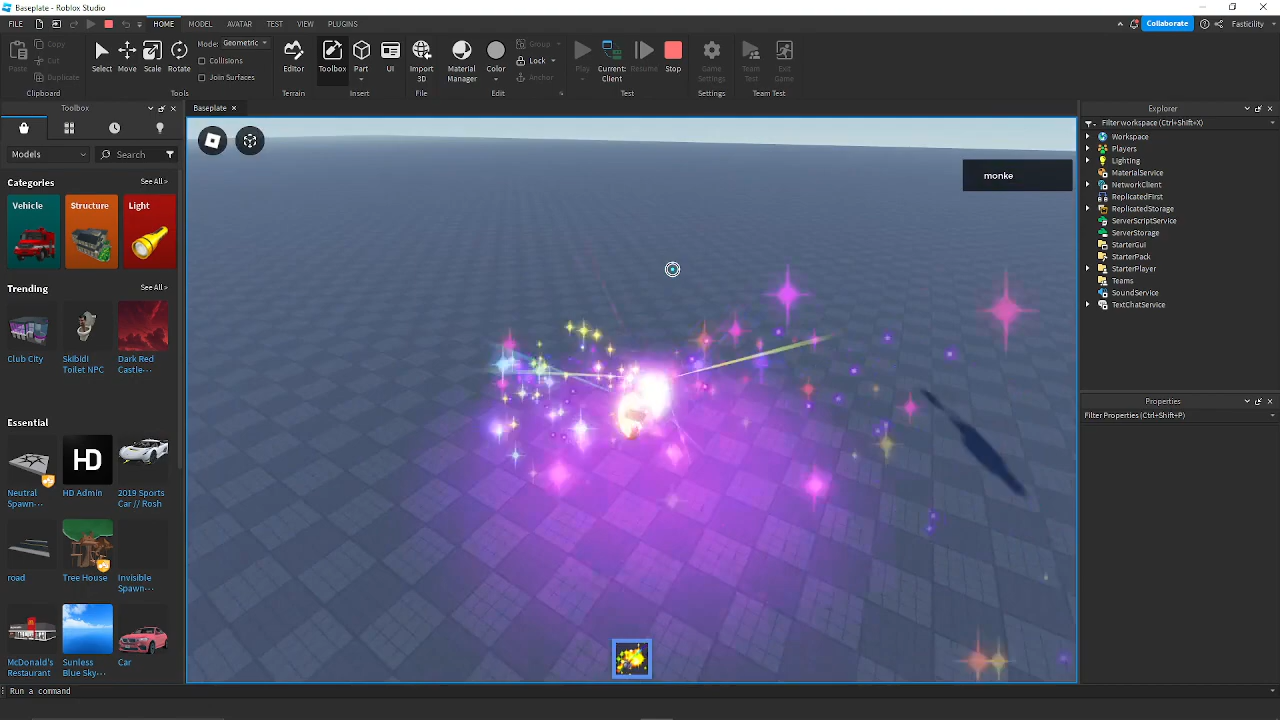 Baseplate - Roblox Studio
FILE HOME MODEL AVATAR TEST VIEW PLUGINS Collaborate Fasticility
Paste Copy Cut Duplicate Select Move Scale Rotate Mode: Geometric Collisions Join Surfaces Editor Toolbox Part UI Import 3D Material Manager Color Group Lock Anchor Play Current: Client Resume Stop Game Settings Team Test Exit Game
Clipboard Tools Terrain Insert File Edit Test Settings Team Test
Toolbox
Baseplate
Models Search
Categories See All >
Vehicle Structure Light
Trending See All >
Club City Skibidi Toilet NPC Dark Red Castle···
Essential
Neutral Spawn··· HD Admin 2019 Sports Car // Rosh
road Tree House Invisible Spawn···
McDonald's Restaurant Sunless Blue Sky··· Car
HD
monke
Explorer
Filter workspace (Ctrl+Shift+X)
Workspace
Players
Lighting
MaterialService
NetworkClient
ReplicatedFirst
ReplicatedStorage
ServerScriptService
ServerStorage
StarterGui
StarterPack
StarterPlayer
Teams
SoundService
TextChatService
Properties
Filter Properties (Ctrl+Shift+P)
Run a command